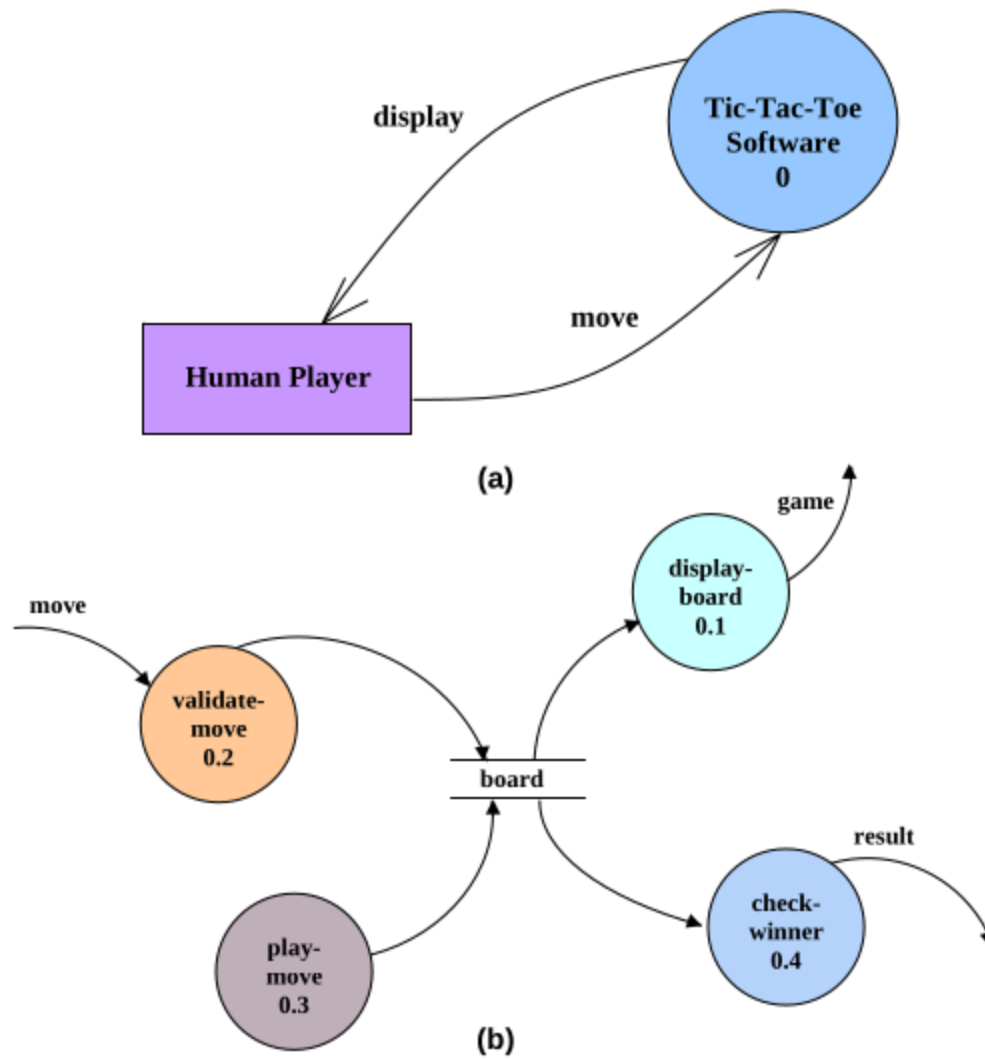 display
Tic-Tac-Toe
Software
0
move
Human Player
(a)
game
display-
board
0.1
move
validate-
move
0.2
board
result
check-
winner
0.4
play-
move
0.3
(b)